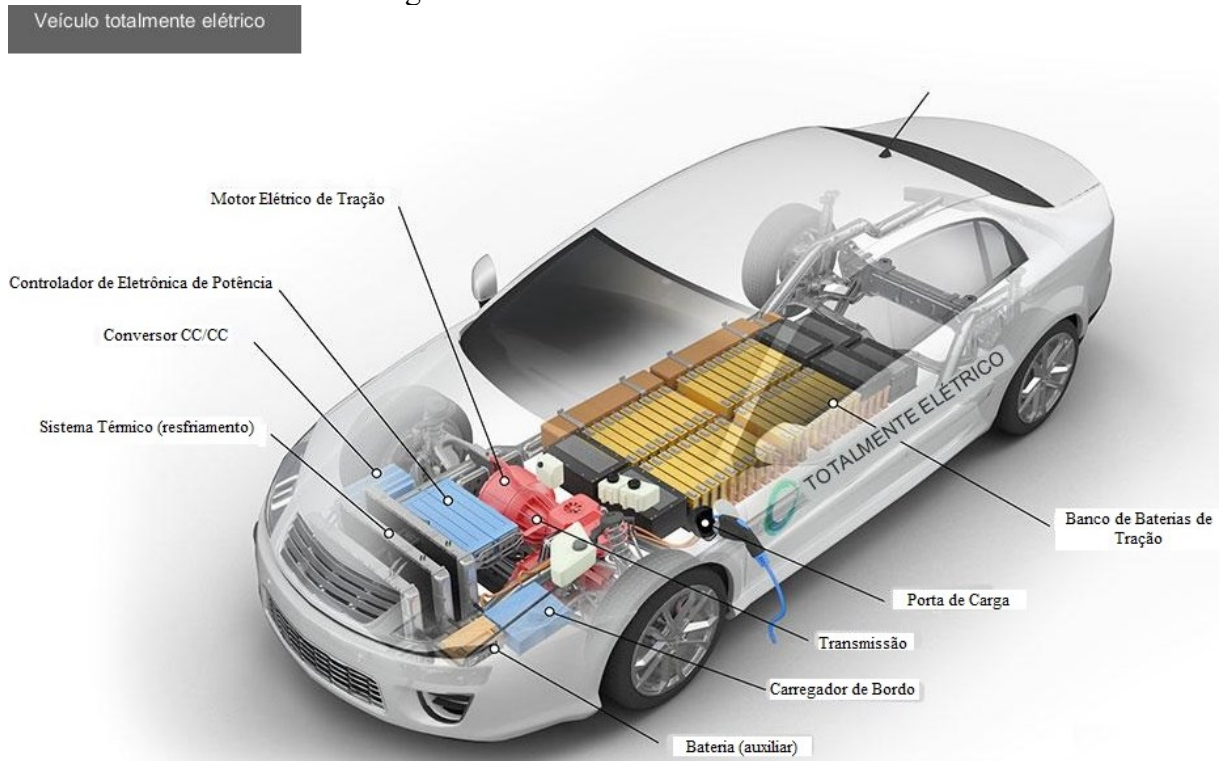 Veículo totalmente elétrico
Motor Elétrico de Tração
Controlador de Eletrônica de Potência
Conversor CC/CC
Sistema Térmico (resfriamento)
TOTALMENTE ELÉTRICO
Banco de Baterias de
Tração
Porta de Carga
Transmissão
Carregador de Bordo
Bateria (auxiliar)